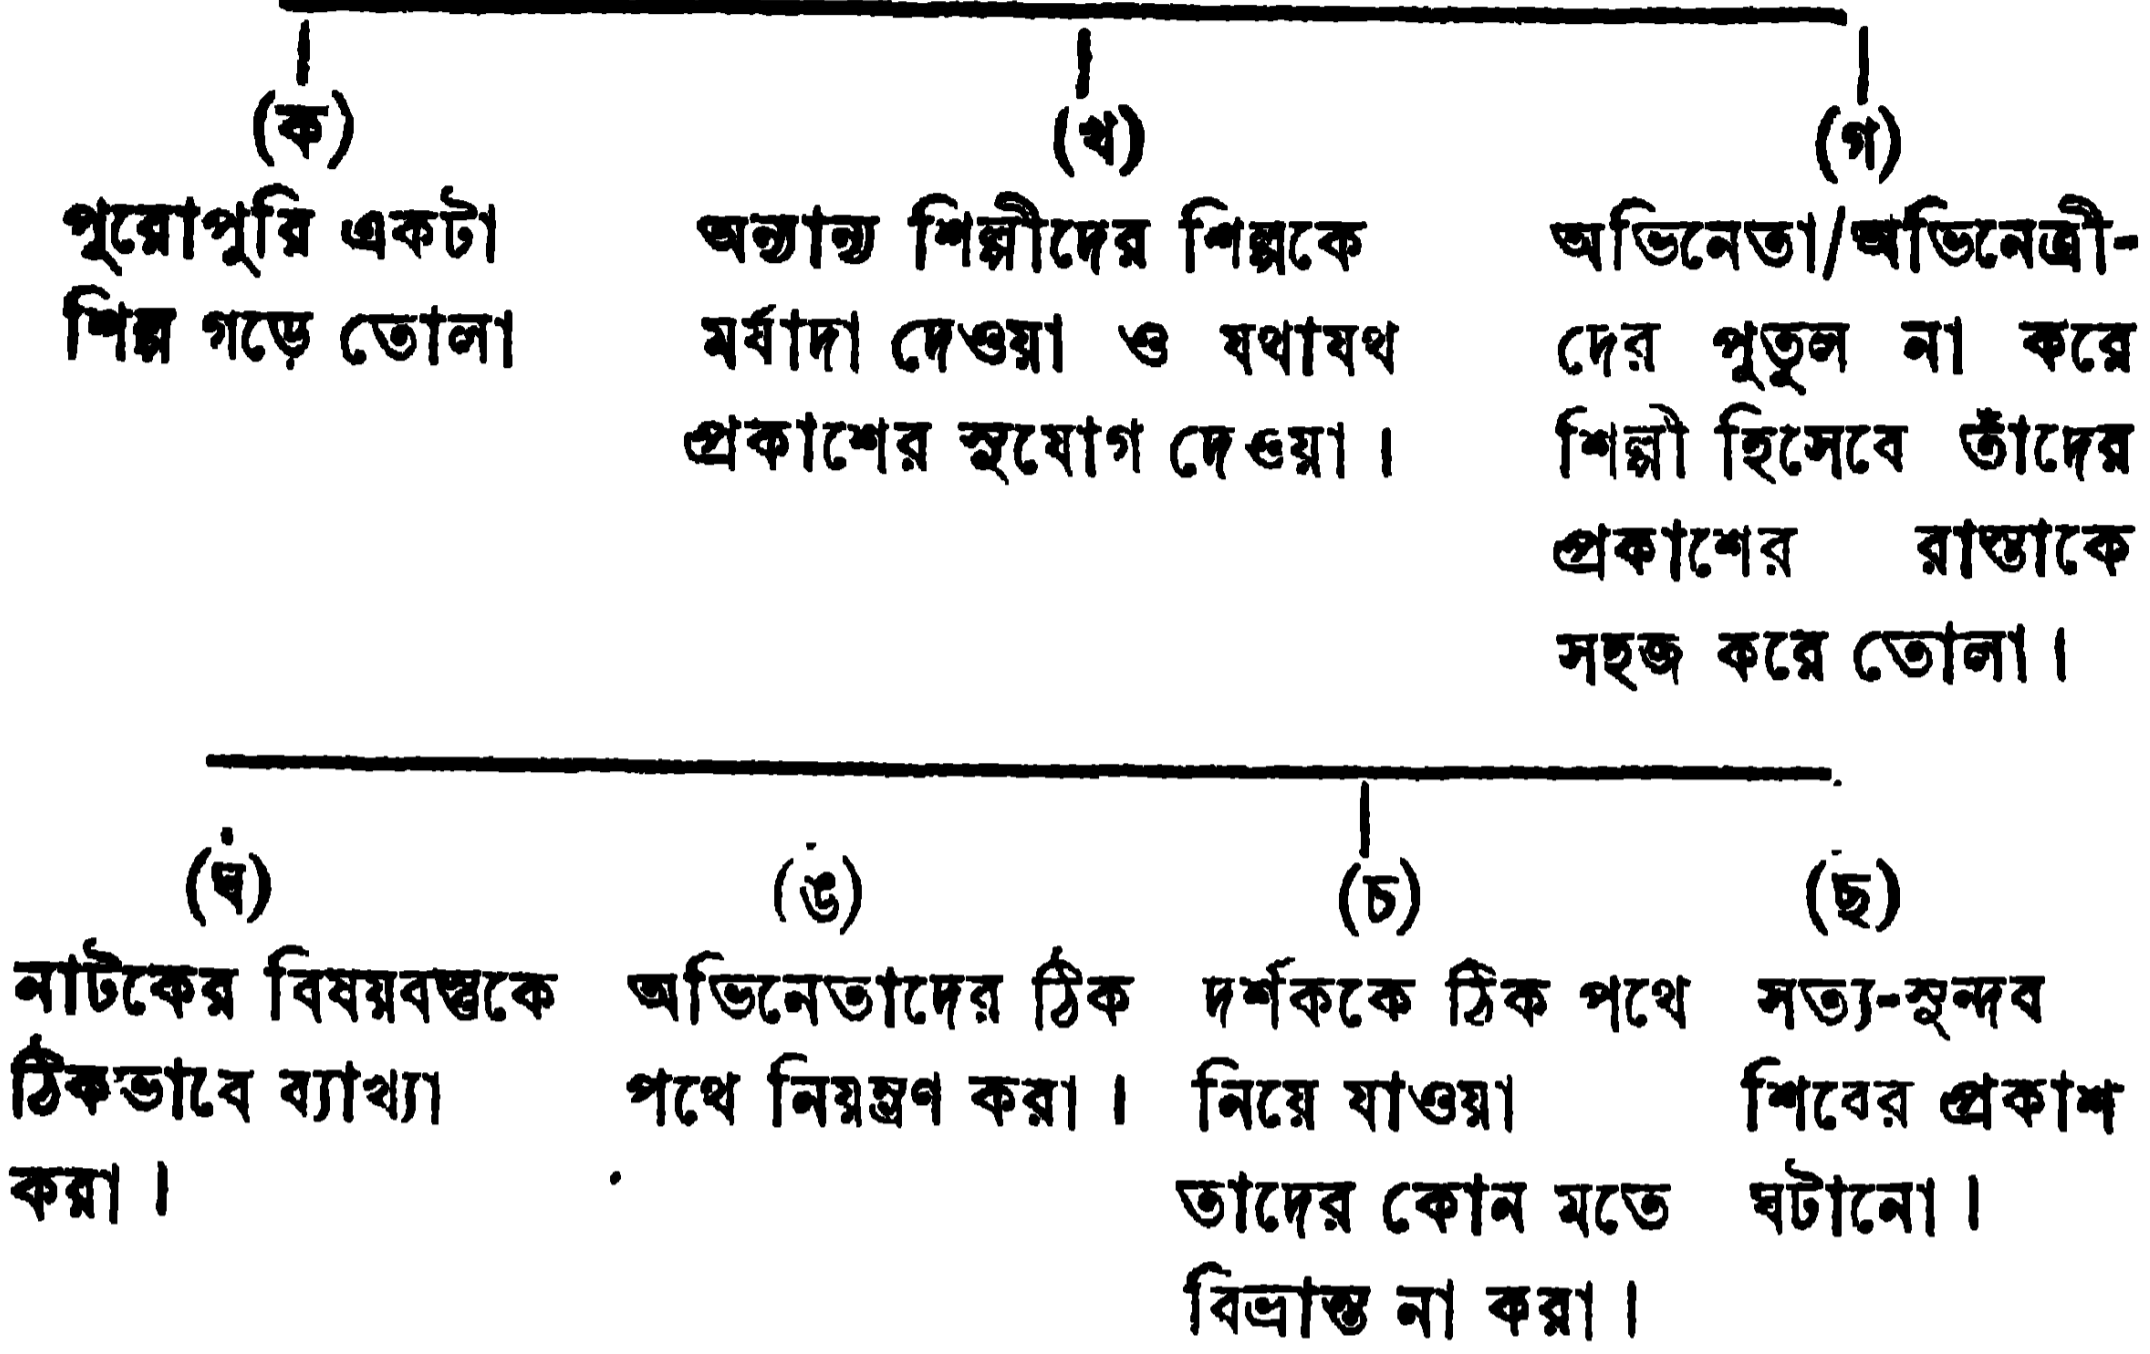 (ক)
পুরোপুরি একটা
শিল্প গড়ে তোলা
(খ)
অন্যান্য শিল্পীদের শিল্পকে
মর্যাদা দেওয়া ও যথাযথ
প্রকাশের সুযোগ দেওয়া।
(গ)
অভিনেতা/অভিনেত্রী-
দের পুতুল না করে
শিল্পী হিসেবে তাঁদের
প্রকাশের রাস্তাকে
সহজ করে তোলা।
(ঘ)
নাটকের বিষয়বস্তুকে
ঠিকভাবে ব্যাখ্যা
করা।
(ঙ)
অভিনেতাদের ঠিক
পথে নিয়ন্ত্রণ করা।
(চ)
দর্শককে ঠিক পথে
নিয়ে যাওয়া
তাদের কোন মতে
বিভ্রান্ত না করা।
(ছ)
সত্য-সুন্দব
শিবের প্রকাশ
ঘটানো।